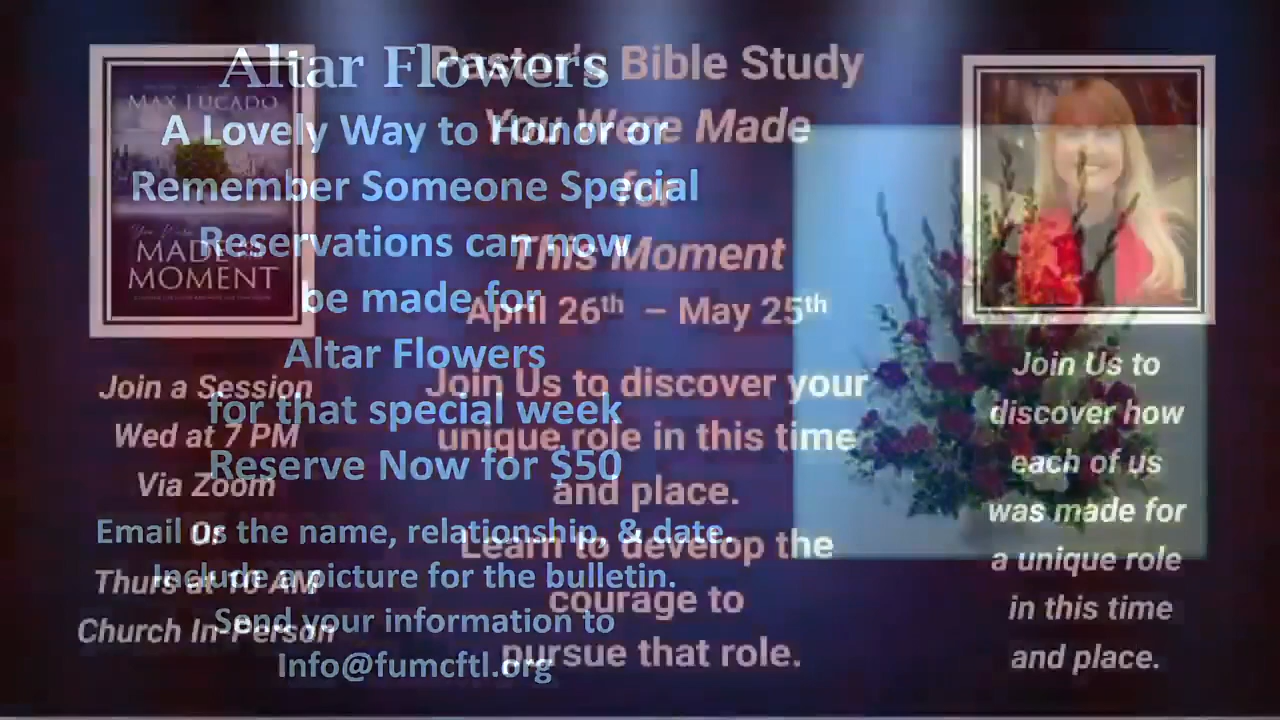 Altar Flowers
A Lovely Way to Honor or
Remember Someone Special
Reservations can now
be made for
Altar Flowers
for that special week
Reserve Now for $50
Email Us the name, relationship, & date.
Include a picture for the bulletin.
Send your information to
Info@fumcftl.org
MAX LUCADO
MADE
MOMENT
Join a Session
Wed at 7 PM
Via Zoom
Or
Thurs at 10 AM
Church In-Person
Pastor's Bible Study
You Were Made
for
This Moment
April 26th – May 25th
Join Us to discover your
unique role in this time
and place.
Learn to develop the
courage to
pursue that role.
Join Us to
discover how
each of us
was made for
a unique role
in this time
and place.